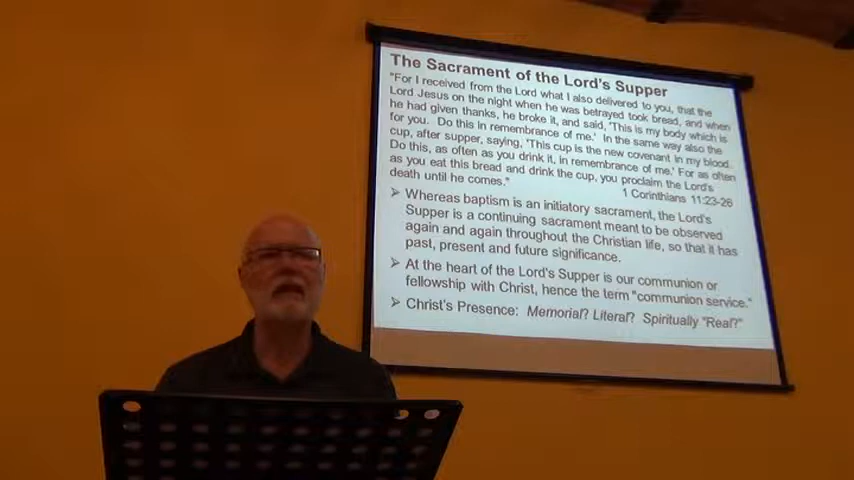 The Sacrament of the Lord's Supper
"For I received from the Lord what I also delivered to you, that the
Lord Jesus on the night when he was betrayed took bread, and when
he had given thanks, he broke it, and said, 'This is my body which is
for you. Do this in remembrance of me.' In the same way also the
cup, after supper, saying, 'This cup is the new covenant in my blood.
Do this, as often as you drink it, in remembrance of me.' For as often
as you eat this bread and drink the cup, you proclaim the Lord's
death until he comes."
1 Corinthians 11:23-26
➢ Whereas baptism is an initiatory sacrament, the Lord's
Supper is a continuing sacrament meant to be observed
again and again throughout the Christian life, so that it has
past, present and future significance.
➢ At the heart of the Lord's Supper is our communion or
fellowship with Christ, hence the term "communion service."
➢ Christ's Presence: Memorial? Literal? Spiritually "Real?"